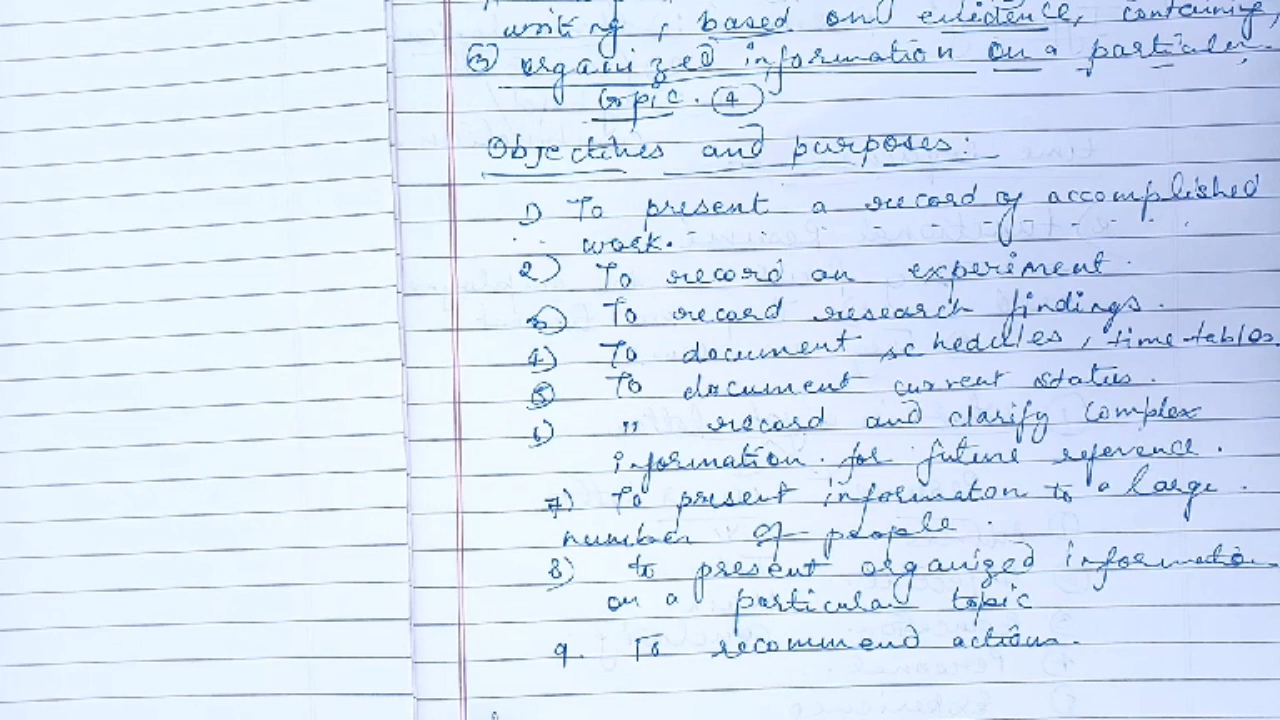 writing, based on evidence, containing,
③ organized information on a particular
topic. ④
Objectives and purposes:
1) To present a record of accomplished
work.
2) To record an experiment.
3) To record research findings.
4) To document schedules, time-tables.
5) To document current status.
6) " record and clarify complex
information for future reference.
7) To present informaton to a large
number of people.
8) to present organized information
on a particular topic
9. To recommend action.